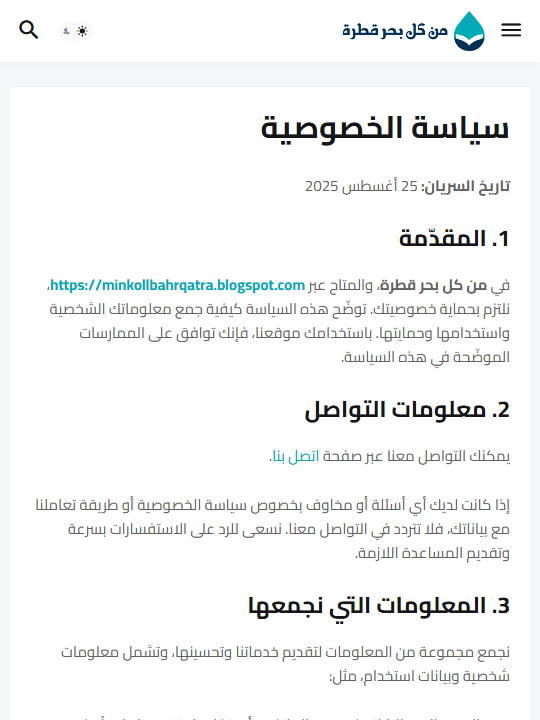 من كل بحر قطرة
سياسة الخصوصية
تاريخ السريان: 25 أغسطس 2025
1. المقدّمة
في من كل بحر قطرة، والمتاح عبر https://minkollbahrqatra.blogspot.com،
نلتزم بحماية خصوصيتك. توضّح هذه السياسة كيفية جمع معلوماتك الشخصية
واستخدامها وحمايتها. باستخدامك موقعنا، فإنك توافق على الممارسات
الموضّحة في هذه السياسة.
2. معلومات التواصل
يمكنك التواصل معنا عبر صفحة اتصل بنا.
إذا كانت لديك أي أسئلة أو مخاوف بخصوص سياسة الخصوصية أو طريقة تعاملنا
مع بياناتك، فلا تتردد في التواصل معنا. نسعى للرد على الاستفسارات بسرعة
وتقديم المساعدة اللازمة.
3. المعلومات التي نجمعها
نجمع مجموعة من المعلومات لتقديم خدماتنا وتحسينها، وتشمل معلومات
شخصية وبيانات استخدام، مثل: